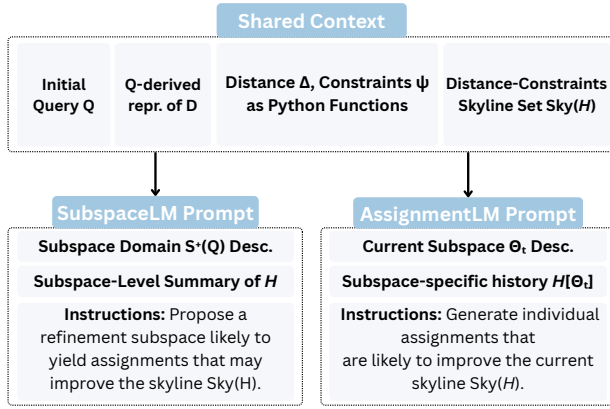 Shared Context
Initial
Query Q
Q-derived
repr. of D
Distance Δ, Constraints ψ
as Python Functions
Distance-Constraints
Skyline Set Sky(H)
SubspaceLM Prompt
Subspace Domain S⁺(Q) Desc.
Subspace-Level Summary of H
Instructions: Propose a
refinement subspace likely to
yield assignments that may
improve the skyline Sky(H).
AssignmentLM Prompt
Current Subspace Θₜ Desc.
Subspace-specific history H[Θₜ]
Instructions: Generate individual
assignments that
are likely to improve the current
skyline Sky(H).